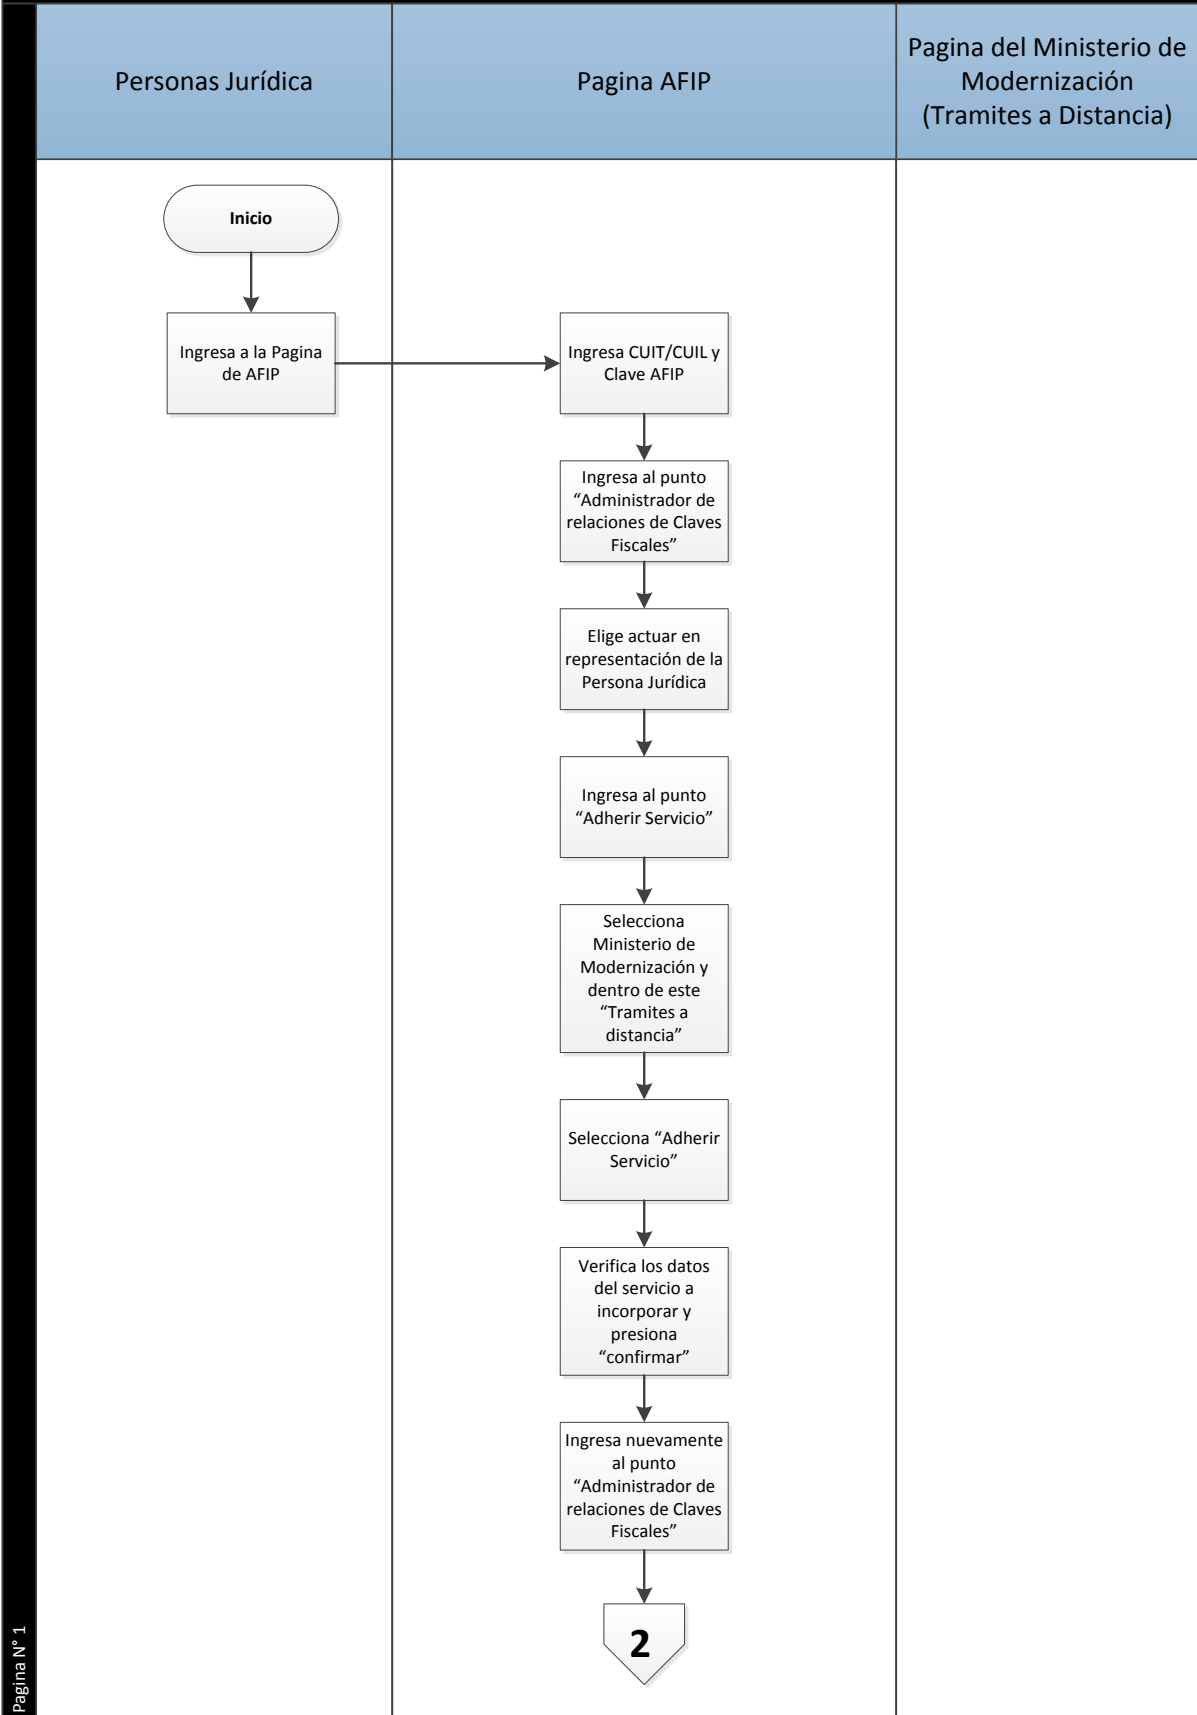 Personas Jurídica
Pagina AFIP
Pagina del Ministerio de
Modernización
(Tramites a Distancia)
Inicio
Ingresa a la Pagina
de AFIP
Ingresa CUIT/CUIL y
Clave AFIP
Ingresa al punto
“Administrador de
relaciones de Claves
Fiscales”
Elige actuar en
representación de la
Persona Jurídica
Ingresa al punto
“Adherir Servicio”
Selecciona
Ministerio de
Modernización y
dentro de este
“Tramites a
distancia”
Selecciona “Adherir
Servicio”
Verifica los datos
del servicio a
incorporar y
presiona
“confirmar”
Ingresa nuevamente
al punto
“Administrador de
relaciones de Claves
Fiscales”
2
Pagina N° 1